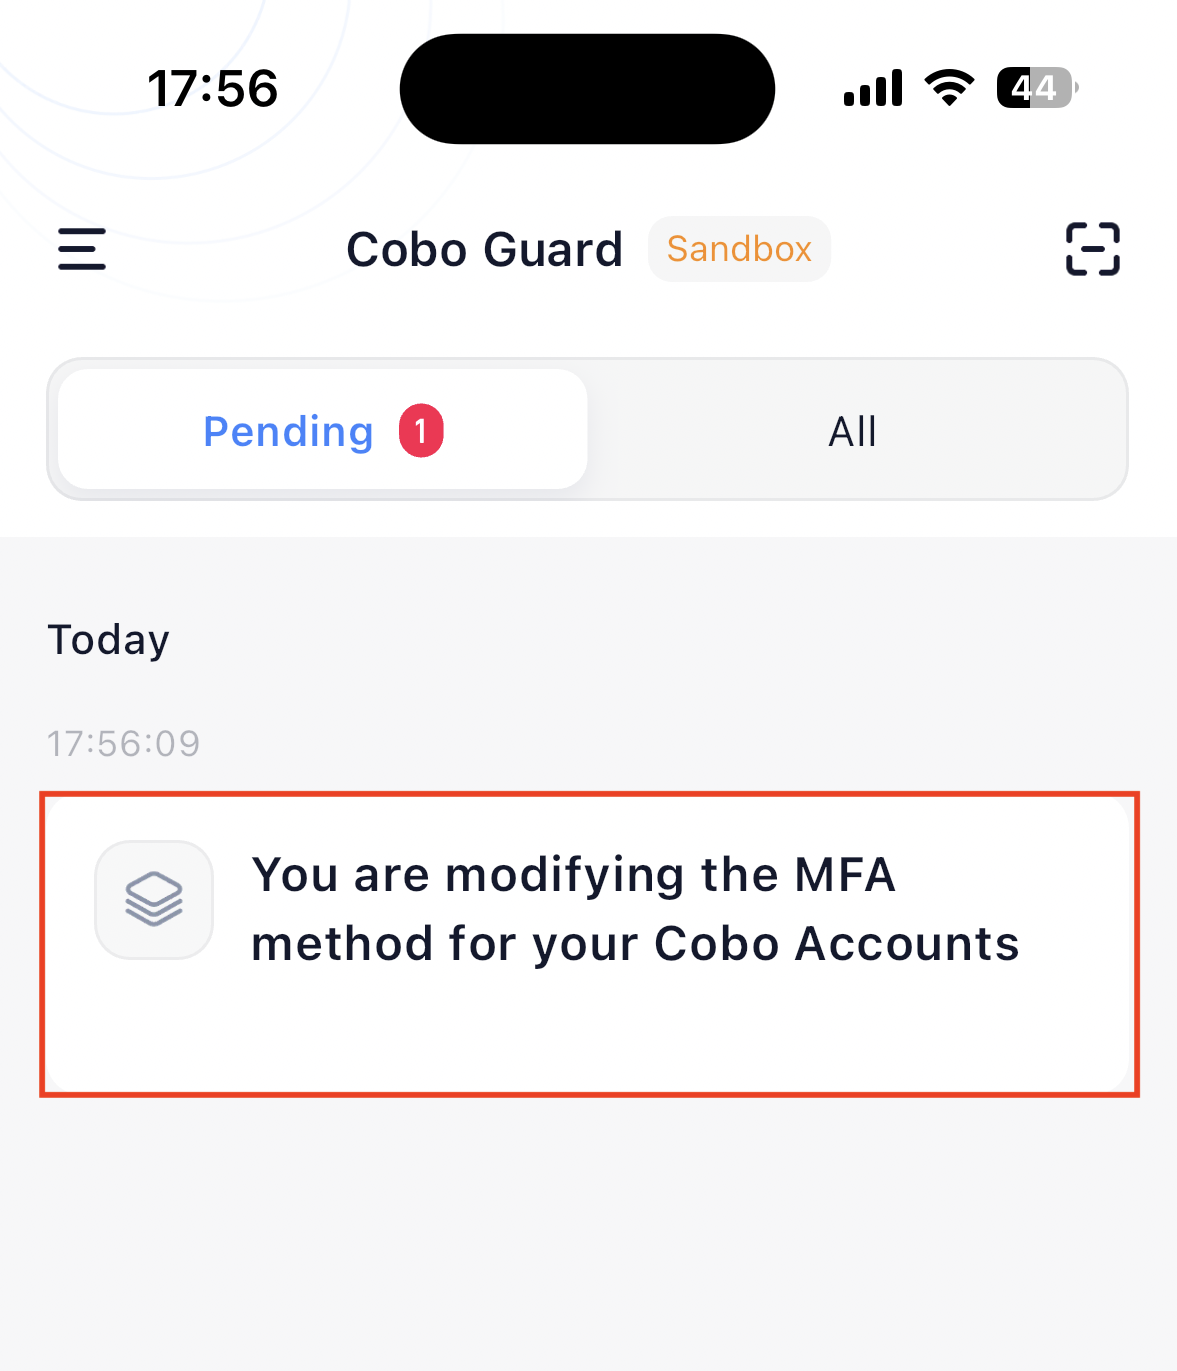 17:56
44
Cobo Guard Sandbox
Pending 1
All
Today
17:56:09
You are modifying the MFA
method for your Cobo Accounts